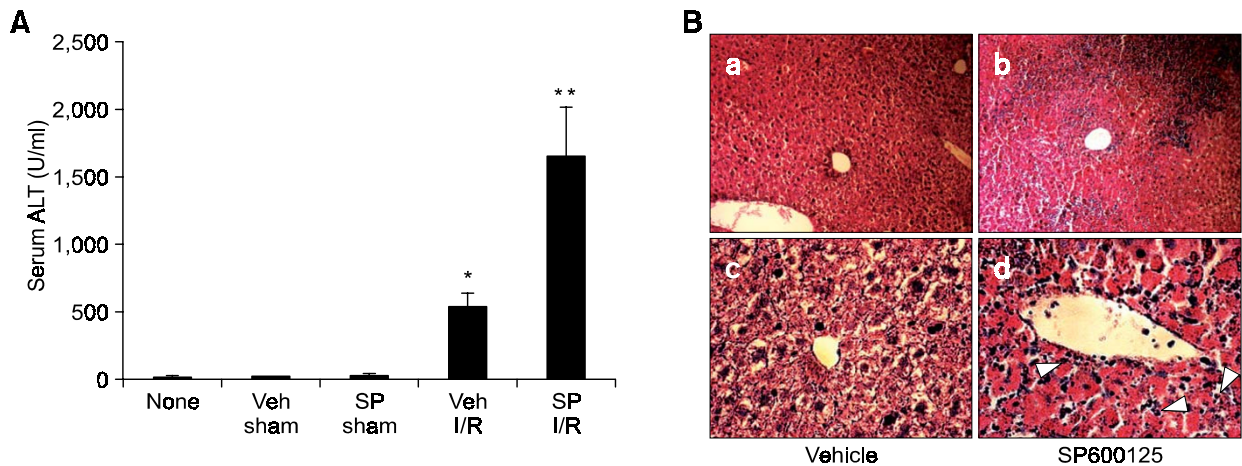 A
Serum ALT (U/ml)
2,500
2,000
1,500
1,000
500
0
*
**
None
Veh sham
SP sham
Veh I/R
SP I/R
B
a
b
c
d
Vehicle
SP600125